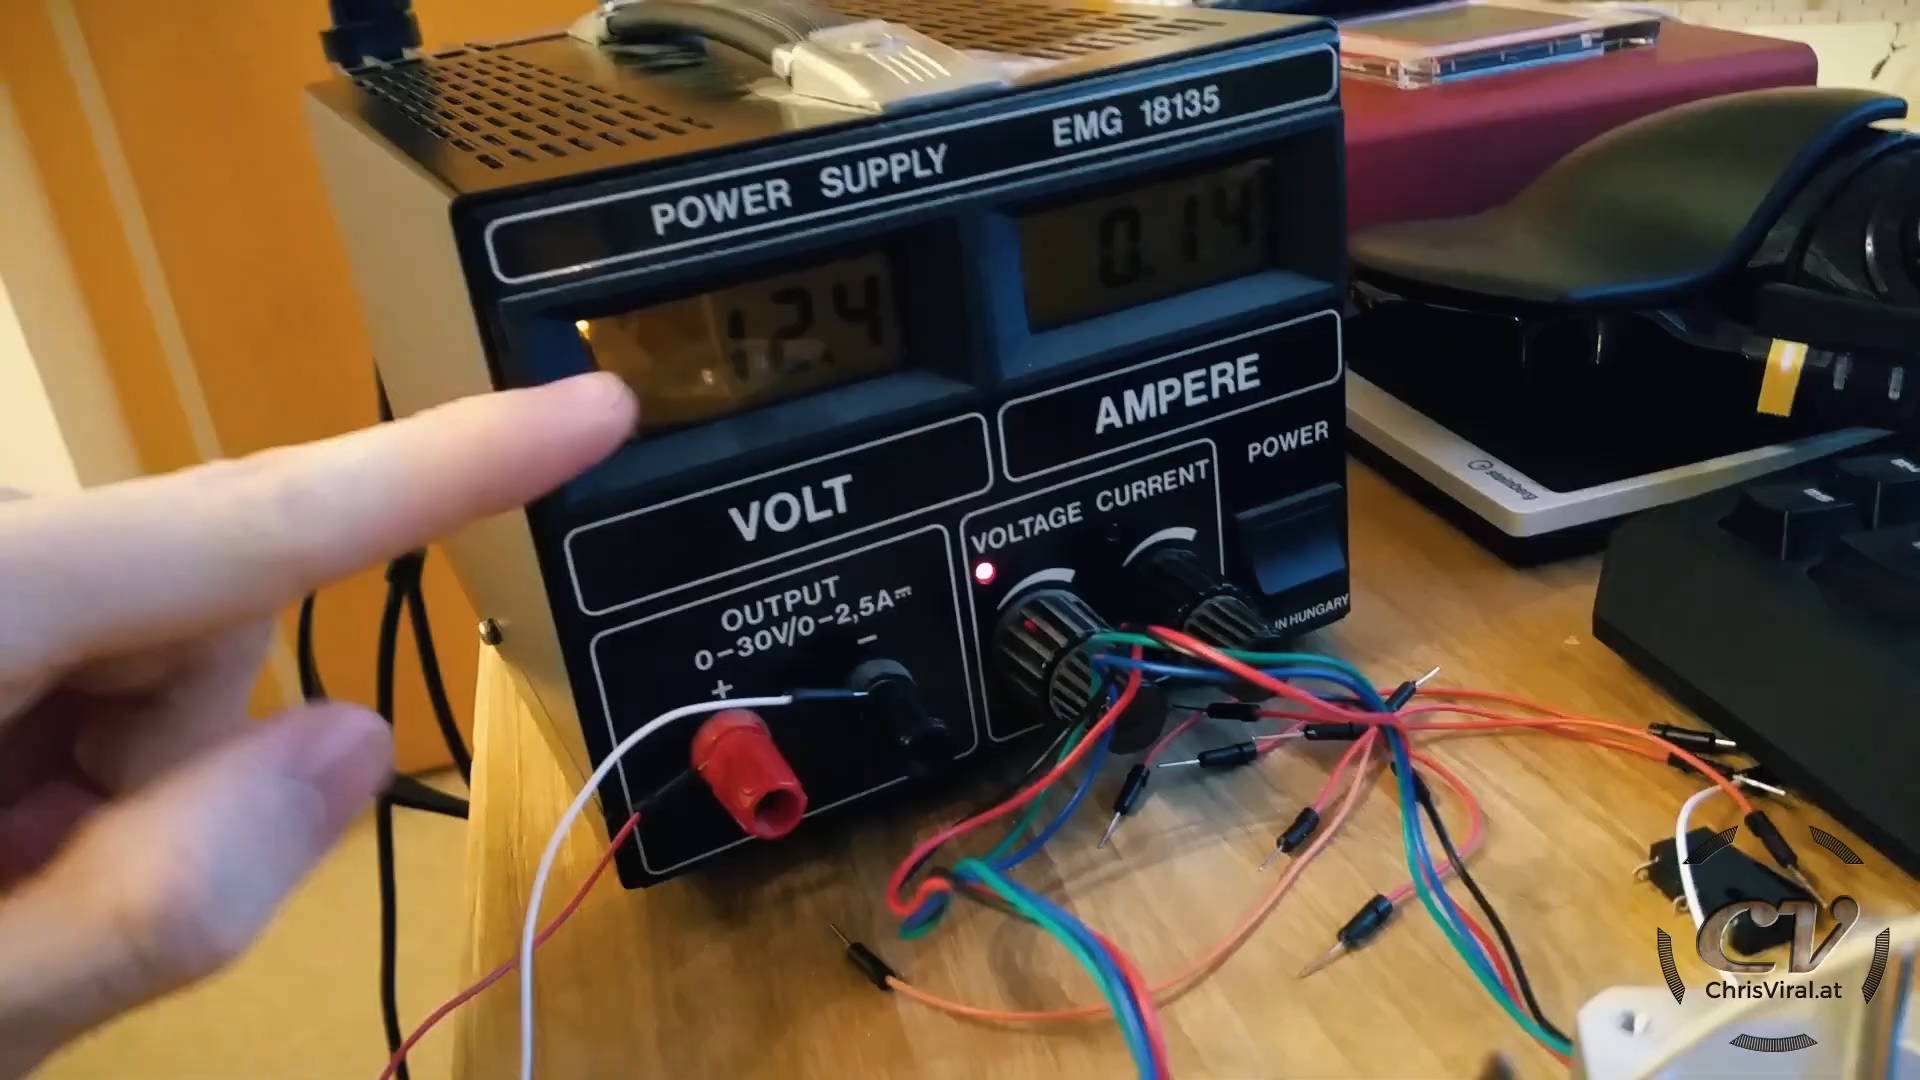 EMG 18135
POWER SUPPLY
0.14
12.4
AMPERE
POWER
VOLT
VOLTAGE CURRENT
OUTPUT
0-30V/0-2,5A⎓
+ −
IN HUNGARY
steinberg
CV
ChrisViral.at